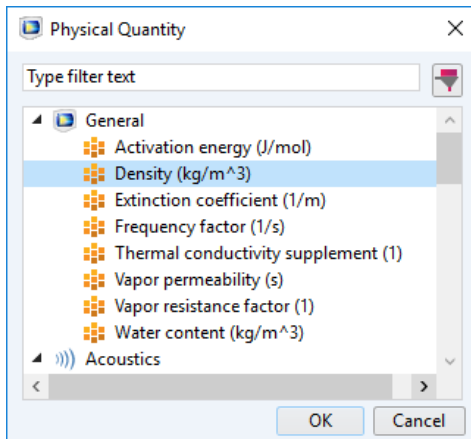 Physical Quantity
Type filter text
General
Activation energy (J/mol)
Density (kg/m^3)
Extinction coefficient (1/m)
Frequency factor (1/s)
Thermal conductivity supplement (1)
Vapor permeability (s)
Vapor resistance factor (1)
Water content (kg/m^3)
Acoustics
OK Cancel